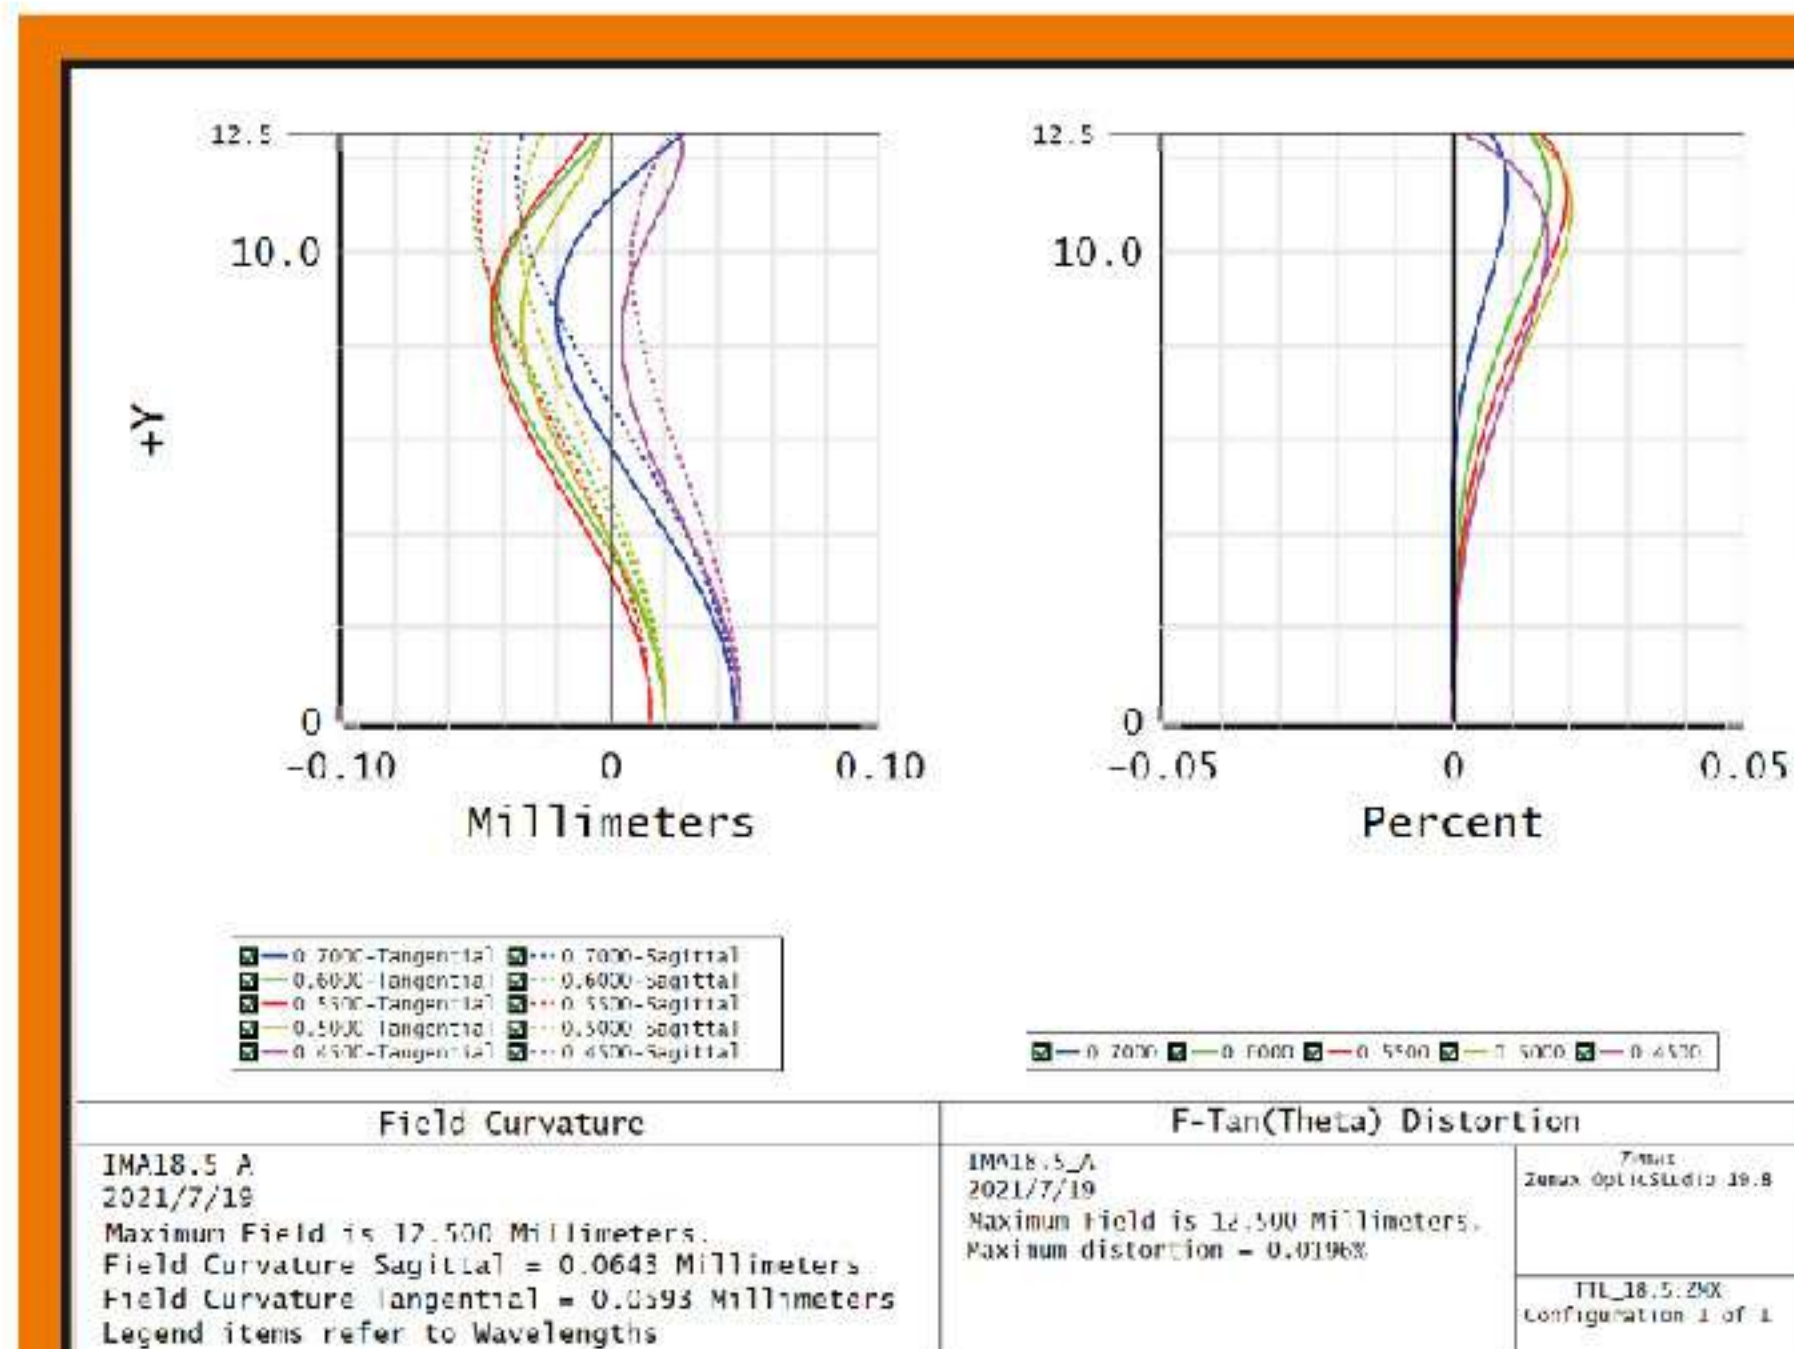 12.5
10.0
0
+Y
-0.10 0 0.10
Millimeters
12.5
10.0
0
-0.05 0 0.05
Percent
0.7000-Tangential 0.7000-Sagittal
0.6000-Tangential 0.6000-Sagittal
0.5500-Tangential 0.5500-Sagittal
0.5000-Tangential 0.5000-Sagittal
0.4500-Tangential 0.4500-Sagittal
0.7000 0.6000 0.5500 0.5000 0.4500
Field Curvature
IMA18.5_A
2021/7/19
Maximum Field is 12.500 Millimeters.
Field Curvature Sagittal = 0.0643 Millimeters
Field Curvature Tangential = 0.0593 Millimeters
Legend items refer to Wavelengths
F-Tan(Theta) Distortion
IMA18.5_A
2021/7/19
Maximum Field is 12.500 Millimeters.
Maximum distortion = 0.0196%
Zemax
Zemax OpticStudio 19.8
TTL_18.5.ZMX
Configuration 1 of 1